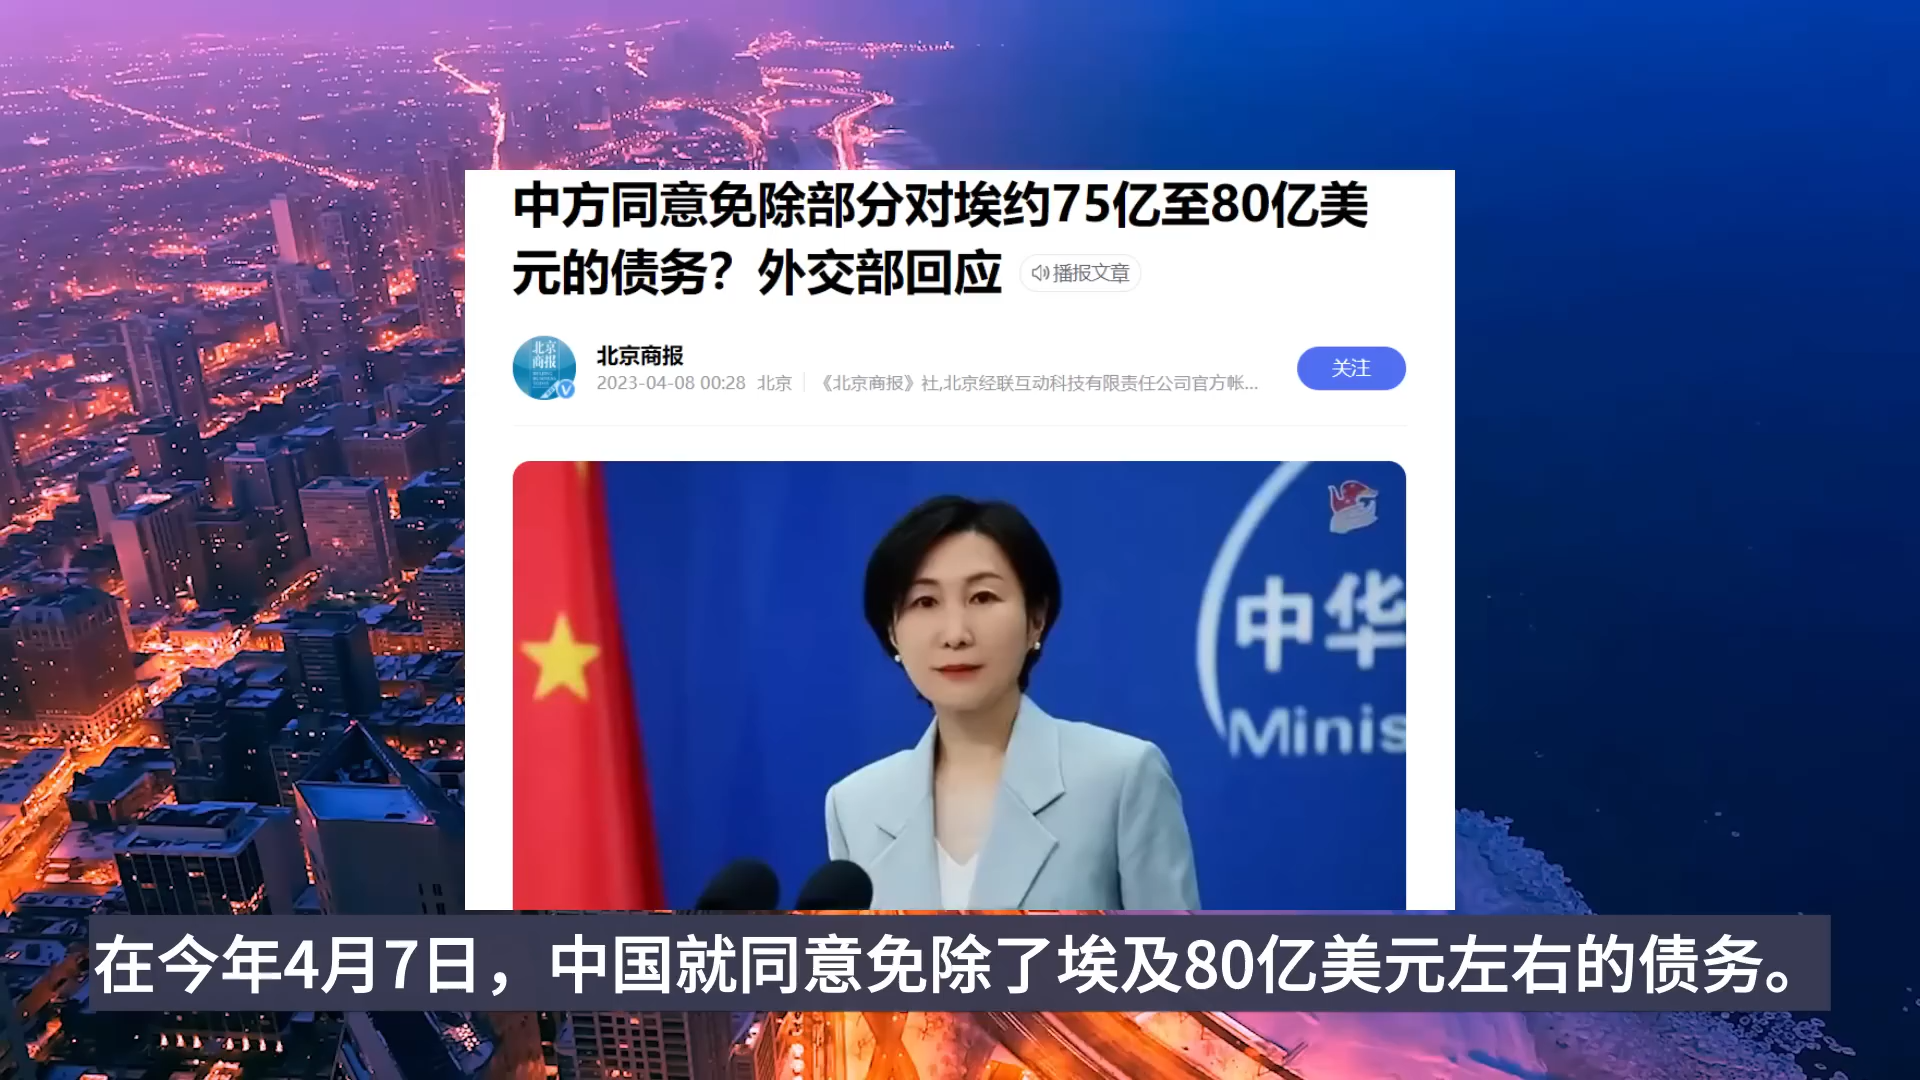 中方同意免除部分对埃约75亿至80亿美
元的债务？外交部回应 播报文章
北京商报
北京商报
2023-04-08 00:28 北京 《北京商报》社,北京经联互动科技有限责任公司官方帐...
关注
中华
Minis
在今年4月7日，中国就同意免除了埃及80亿美元左右的债务。